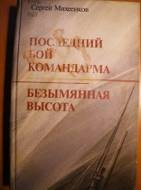 Сергей Михеенков
ПОСЛЕДНИЙ
БОЙ
КОМАНДАРМА
БЕЗЫМЯННАЯ
ВЫСОТА